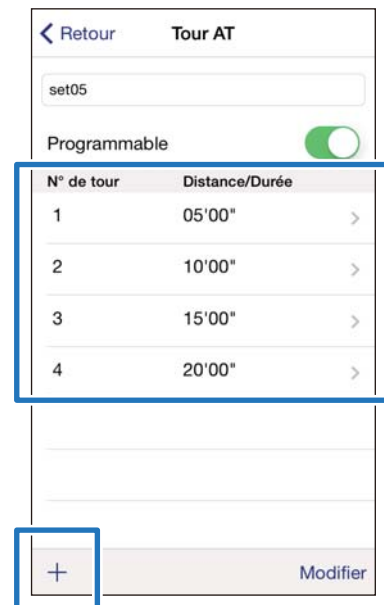 Retour Tour AT
set05
Programmable
N° de tour Distance/Durée
1 05'00"
2 10'00"
3 15'00"
4 20'00"
+ Modifier